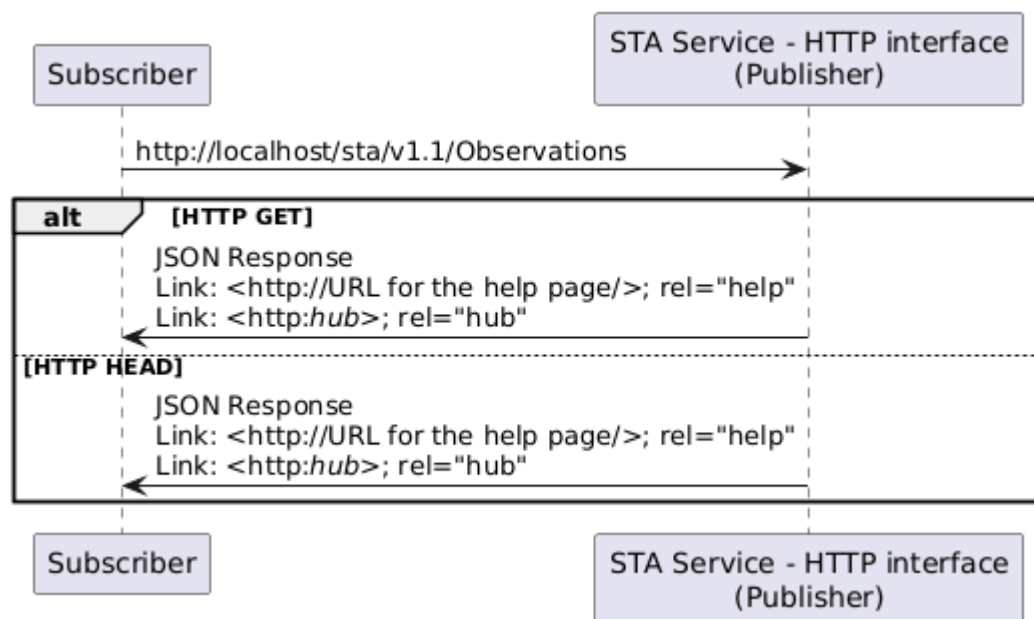 Subscriber
STA Service - HTTP interface
(Publisher)
http://localhost/sta/v1.1/Observations
alt [HTTP GET]
JSON Response
Link: <http://URL for the help page/>; rel="help"
Link: <http:hub>; rel="hub"
[HTTP HEAD]
JSON Response
Link: <http://URL for the help page/>; rel="help"
Link: <http:hub>; rel="hub"
Subscriber
STA Service - HTTP interface
(Publisher)